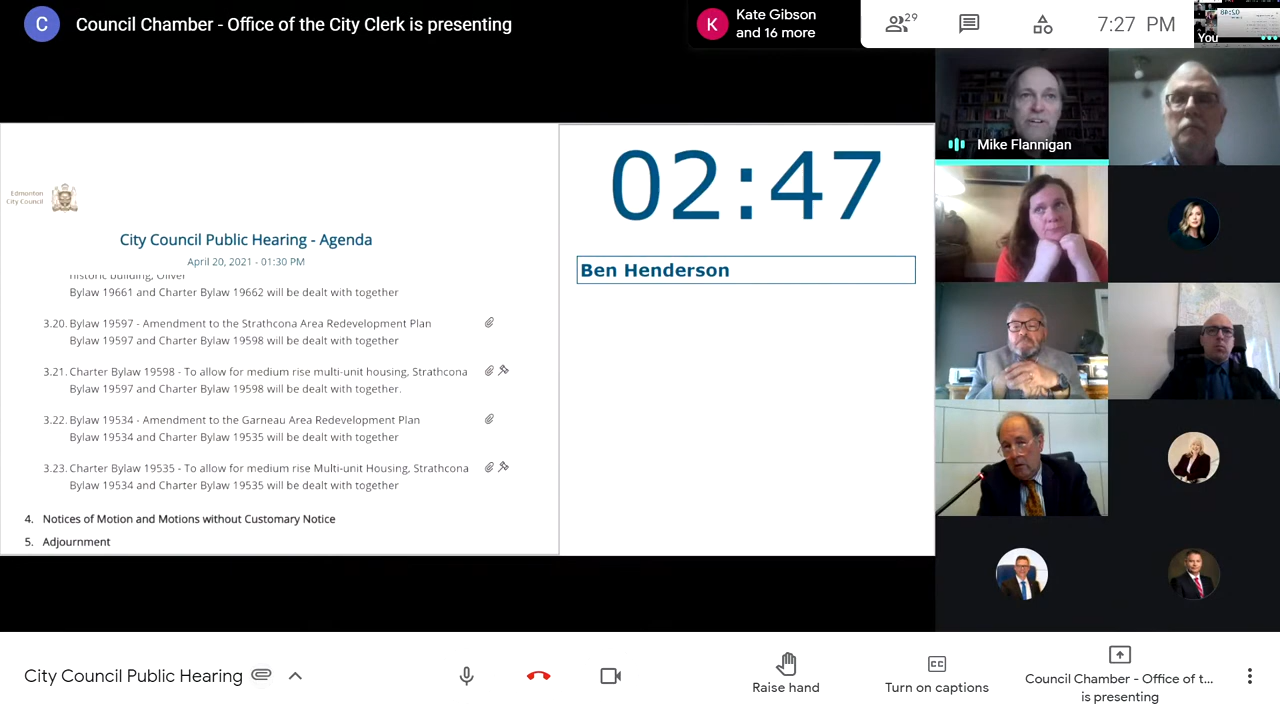 C
Council Chamber - Office of the City Clerk is presenting
K
Kate Gibson
and 16 more
29
7:27 PM
You
Mike Flannigan
Edmonton
City Council
02:47
City Council Public Hearing - Agenda
April 20, 2021 - 01:30 PM
Ben Henderson
historic building, Oliver
Bylaw 19661 and Charter Bylaw 19662 will be dealt with together
3.20. Bylaw 19597 - Amendment to the Strathcona Area Redevelopment Plan
Bylaw 19597 and Charter Bylaw 19598 will be dealt with together
3.21. Charter Bylaw 19598 - To allow for medium rise multi-unit housing, Strathcona
Bylaw 19597 and Charter Bylaw 19598 will be dealt with together.
3.22. Bylaw 19534 - Amendment to the Garneau Area Redevelopment Plan
Bylaw 19534 and Charter Bylaw 19535 will be dealt with together
3.23. Charter Bylaw 19535 - To allow for medium rise Multi-unit Housing, Strathcona
Bylaw 19534 and Charter Bylaw 19535 will be dealt with together
4. Notices of Motion and Motions without Customary Notice
5. Adjournment
City Council Public Hearing
Raise hand
CC
Turn on captions
Council Chamber - Office of t...
is presenting